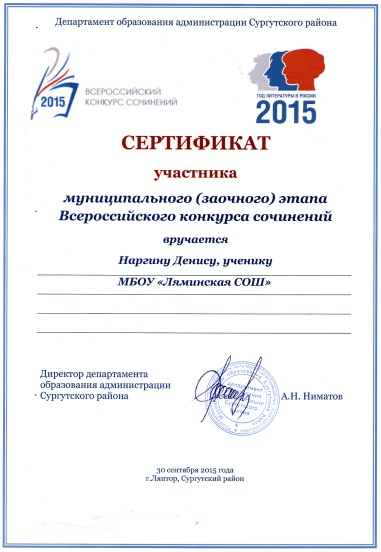 Департамент образования администрации Сургутского района
2015
ВСЕРОССИЙСКИЙ
КОНКУРС СОЧИНЕНИЙ
ГОД ЛИТЕРАТУРЫ В РОССИИ
2015
СЕРТИФИКАТ
участника
муниципального (заочного) этапа
Всероссийского конкурса сочинений
вручается
Наргину Денису, ученику
МБОУ «Ляминская СОШ»
Директор департамента
образования администрации
Сургутского района
А.Н. Ниматов
30 сентября 2015 года
г.Лянтор, Сургутский район